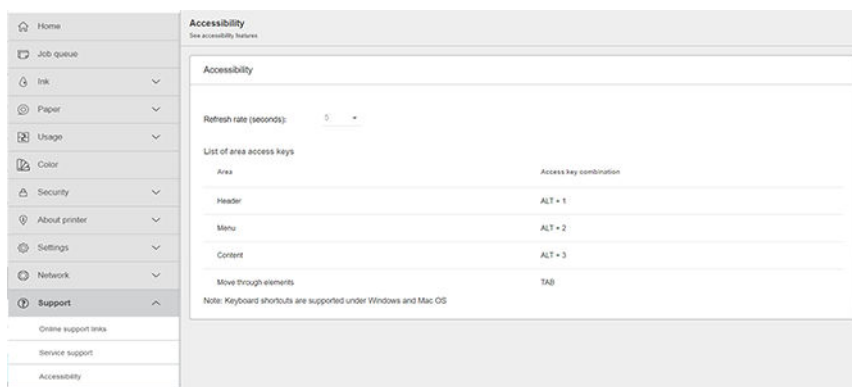 Home
Job queue
Ink
Paper
Usage
Color
Security
About printer
Settings
Network
Support
Online support links
Service support
Accessibility
Accessibility
See accessibility features
Accessibility
Refresh rate (seconds): 5
List of area access keys
Area Access key combination
Header ALT + 1
Menu ALT + 2
Content ALT + 3
Move through elements TAB
Note: Keyboard shortcuts are supported under Windows and Mac OS